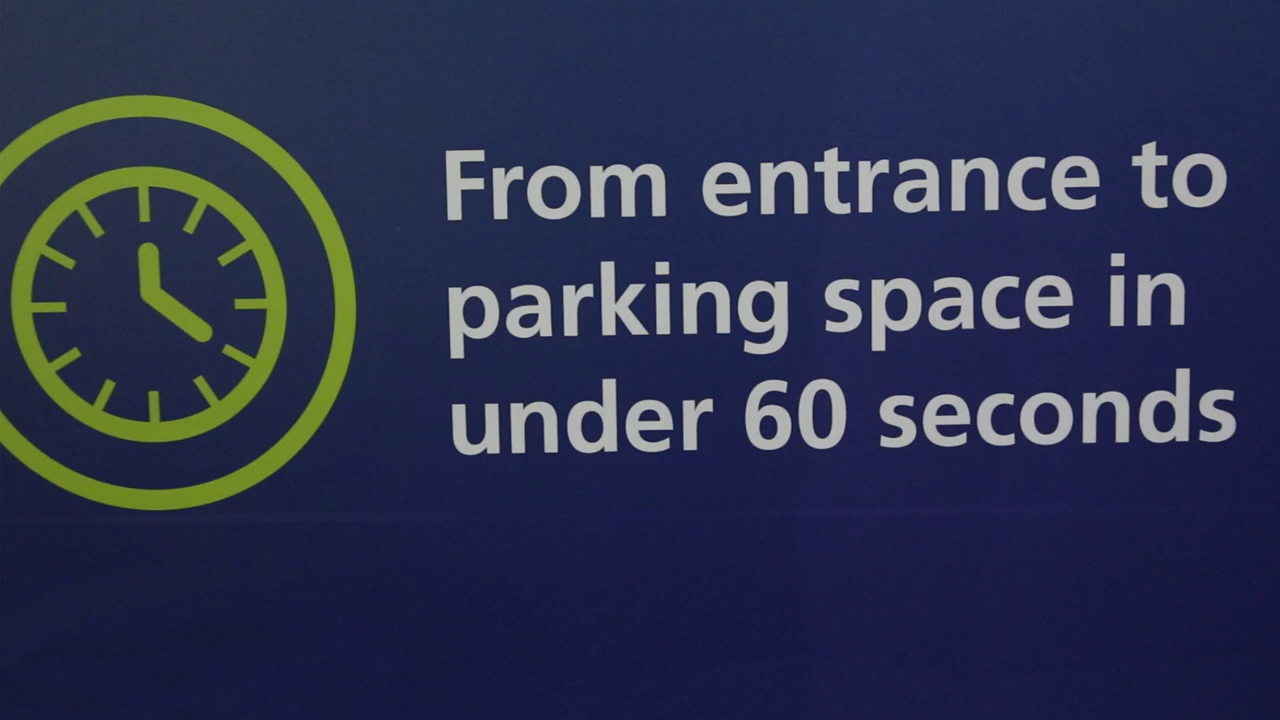 From entrance to
parking space in
under 60 seconds